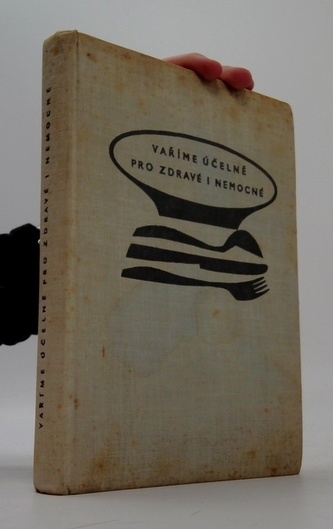 VAŘÍME ÚČELNĚ
PRO ZDRAVÉ I NEMOCNÉ
VAŘÍME ÚČELNĚ PRO ZDRAVÉ I NEMOCNÉ